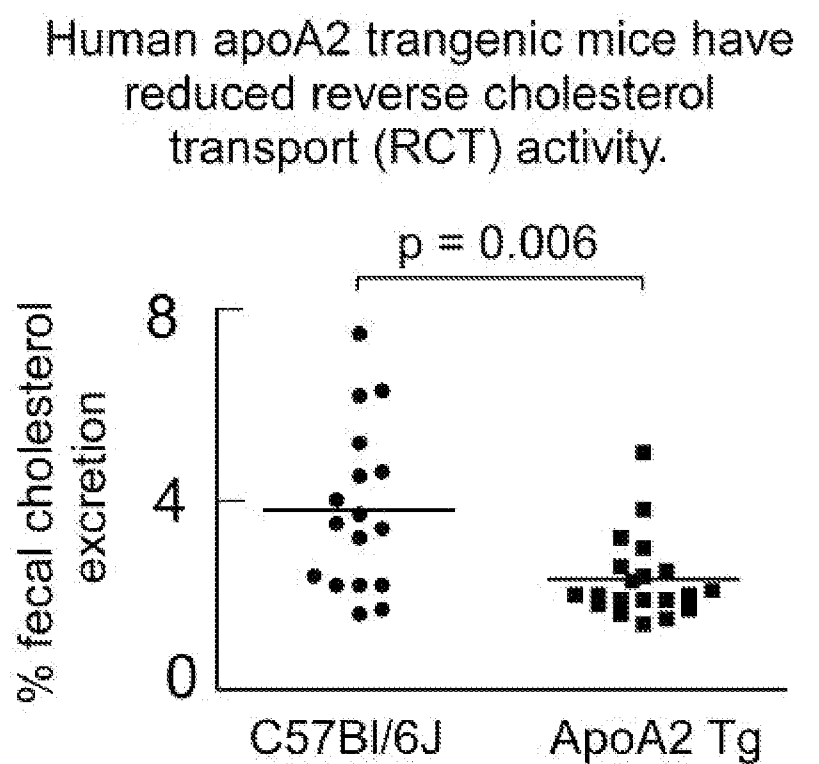 Human apoA2 trangenic mice have
reduced reverse cholesterol
transport (RCT) activity.
p = 0.006
% fecal cholesterol
excretion
8
4
0
C57Bl/6J
ApoA2 Tg